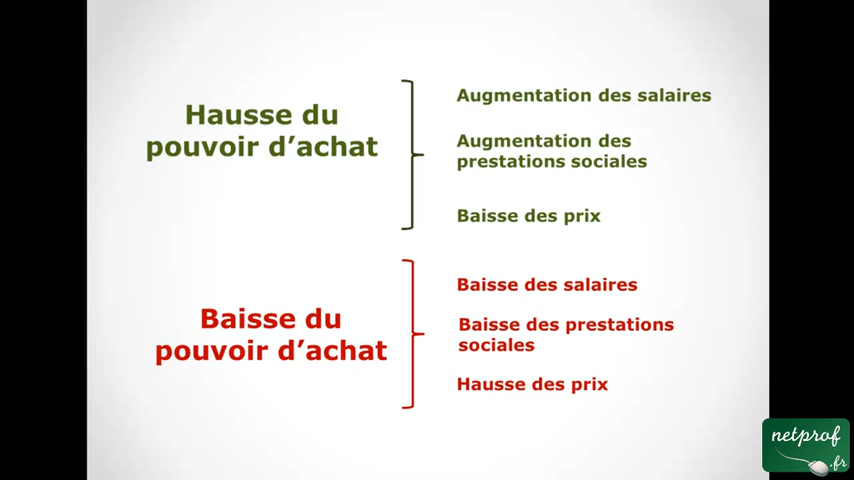 Hausse du
pouvoir d’achat
Augmentation des salaires
Augmentation des
prestations sociales
Baisse des prix
Baisse du
pouvoir d’achat
Baisse des salaires
Baisse des prestations
sociales
Hausse des prix
netprof
.fr